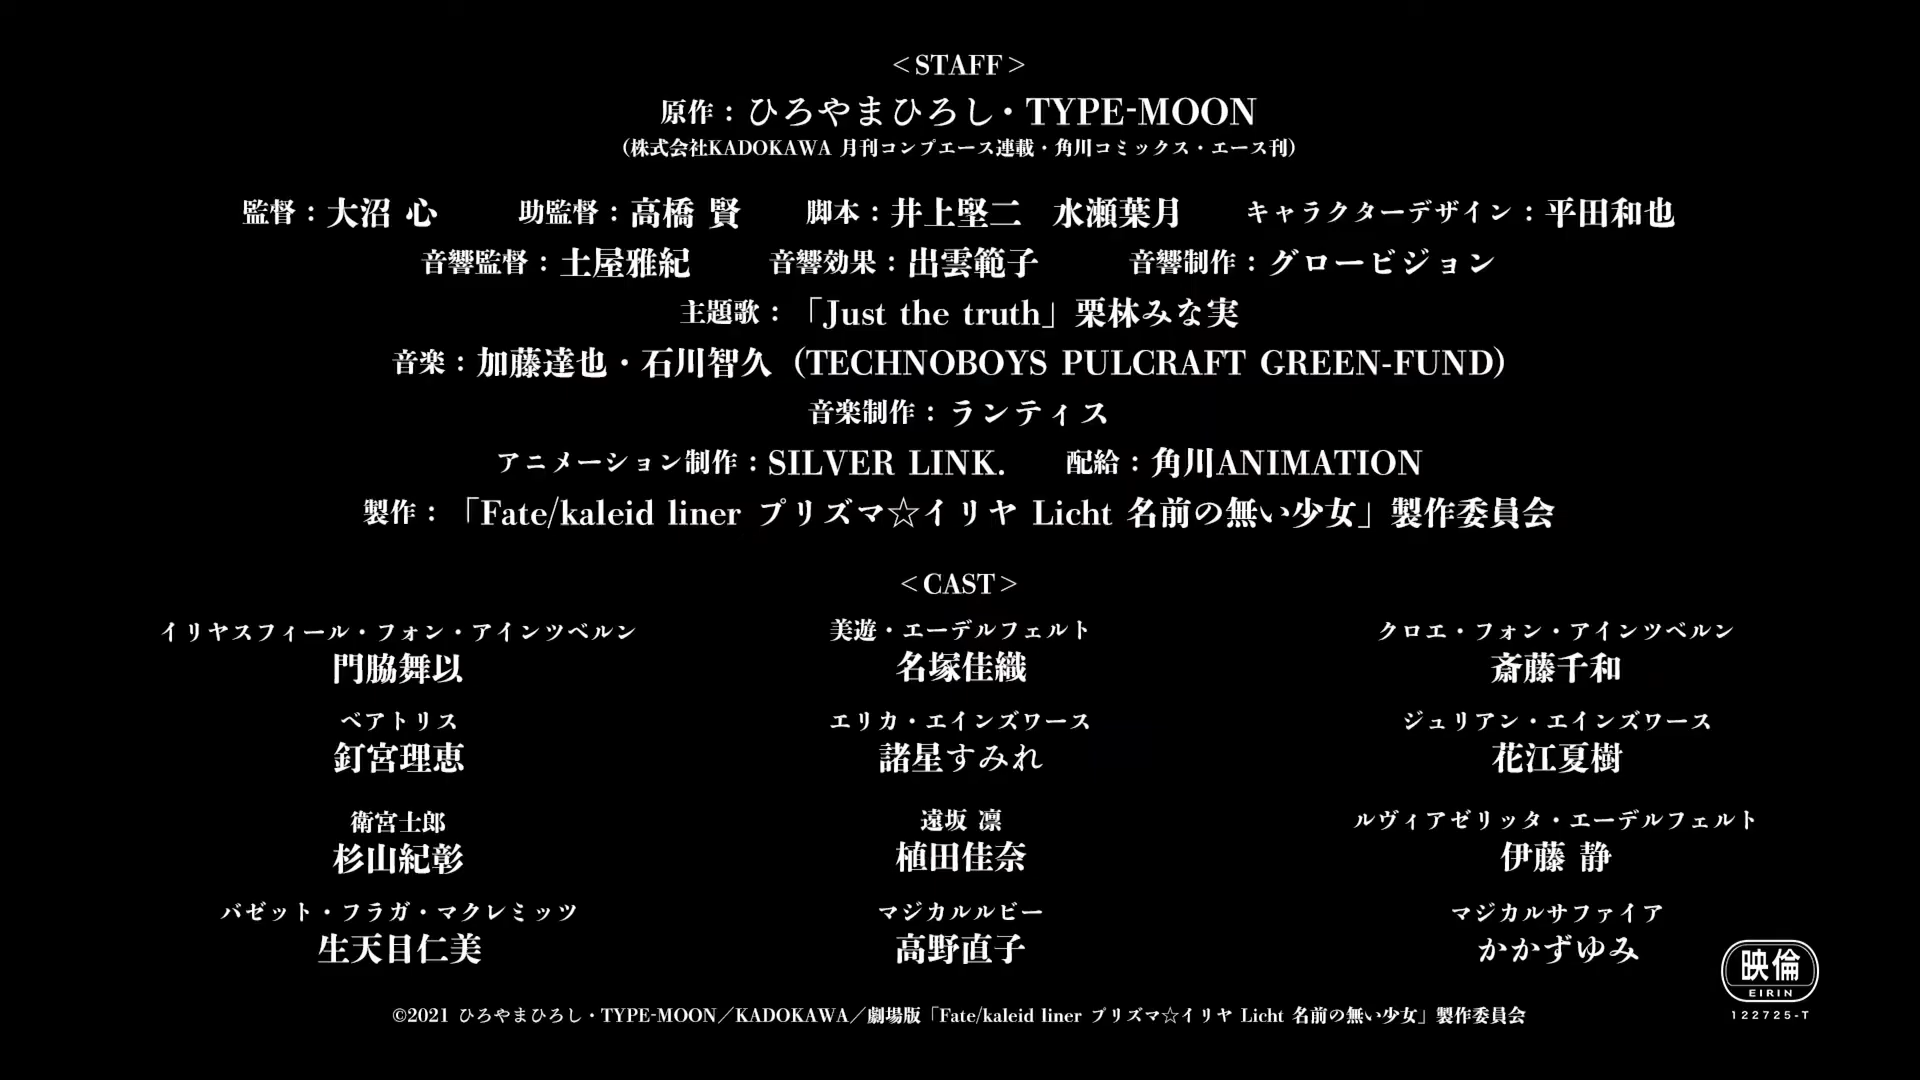 ＜STAFF＞
原作：ひろやまひろし・TYPE-MOON
（株式会社KADOKAWA 月刊コンプエース連載・角川コミックス・エース刊）
監督：大沼 心　助監督：高橋 賢　脚本：井上堅二　水瀬葉月　キャラクターデザイン：平田和也
音響監督：土屋雅紀　音響効果：出雲範子　音響制作：グロービジョン
主題歌：「Just the truth」栗林みな実
音楽：加藤達也・石川智久（TECHNOBOYS PULCRAFT GREEN-FUND）
音楽制作：ランティス
アニメーション制作：SILVER LINK.　配給：角川ANIMATION
製作：「Fate/kaleid liner プリズマ☆イリヤ Licht 名前の無い少女」製作委員会
＜CAST＞
イリヤスフィール・フォン・アインツベルン　美遊・エーデルフェルト　クロエ・フォン・アインツベルン
門脇舞以　名塚佳織　斎藤千和
ベアトリス　エリカ・エインズワース　ジュリアン・エインズワース
釘宮理恵　諸星すみれ　花江夏樹
衛宮士郎　遠坂 凛　ルヴィアゼリッタ・エーデルフェルト
杉山紀彰　植田佳奈　伊藤 静
バゼット・フラガ・マクレミッツ　マジカルルビー　マジカルサファイア
生天目仁美　高野直子　かかずゆみ
映倫
EIRIN
122725-T
©2021 ひろやまひろし・TYPE-MOON／KADOKAWA／劇場版「Fate/kaleid liner プリズマ☆イリヤ Licht 名前の無い少女」製作委員会